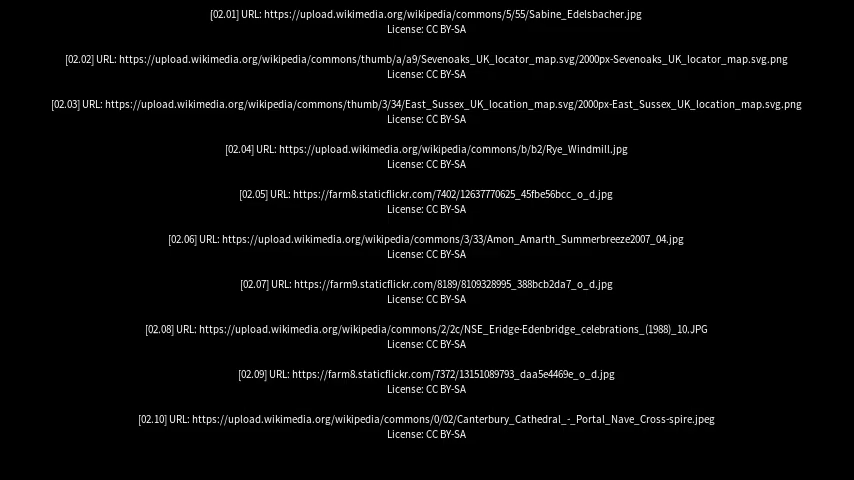 [02.01] URL: https://upload.wikimedia.org/wikipedia/commons/5/55/Sabine_Edelsbacher.jpg
License: CC BY-SA
[02.02] URL: https://upload.wikimedia.org/wikipedia/commons/thumb/a/a9/Sevenoaks_UK_locator_map.svg/2000px-Sevenoaks_UK_locator_map.svg.png
License: CC BY-SA
[02.03] URL: https://upload.wikimedia.org/wikipedia/commons/thumb/3/34/East_Sussex_UK_location_map.svg/2000px-East_Sussex_UK_location_map.svg.png
License: CC BY-SA
[02.04] URL: https://upload.wikimedia.org/wikipedia/commons/b/b2/Rye_Windmill.jpg
License: CC BY-SA
[02.05] URL: https://farm8.staticflickr.com/7402/12637770625_45fbe56bcc_o_d.jpg
License: CC BY-SA
[02.06] URL: https://upload.wikimedia.org/wikipedia/commons/3/33/Amon_Amarth_Summerbreeze2007_04.jpg
License: CC BY-SA
[02.07] URL: https://farm9.staticflickr.com/8189/8109328995_388bcb2da7_o_d.jpg
License: CC BY-SA
[02.08] URL: https://upload.wikimedia.org/wikipedia/commons/2/2c/NSE_Eridge-Edenbridge_celebrations_(1988)_10.JPG
License: CC BY-SA
[02.09] URL: https://farm8.staticflickr.com/7372/13151089793_daa5e4469e_o_d.jpg
License: CC BY-SA
[02.10] URL: https://upload.wikimedia.org/wikipedia/commons/0/02/Canterbury_Cathedral_-_Portal_Nave_Cross-spire.jpeg
License: CC BY-SA